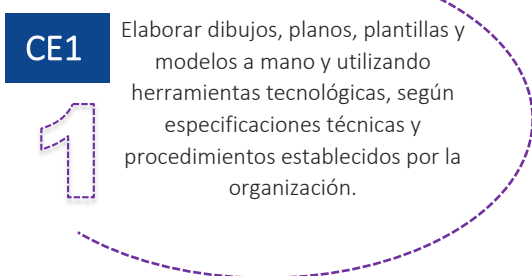 CE1
1
Elaborar dibujos, planos, plantillas y
modelos a mano y utilizando
herramientas tecnológicas, según
especificaciones técnicas y
procedimientos establecidos por la
organización.